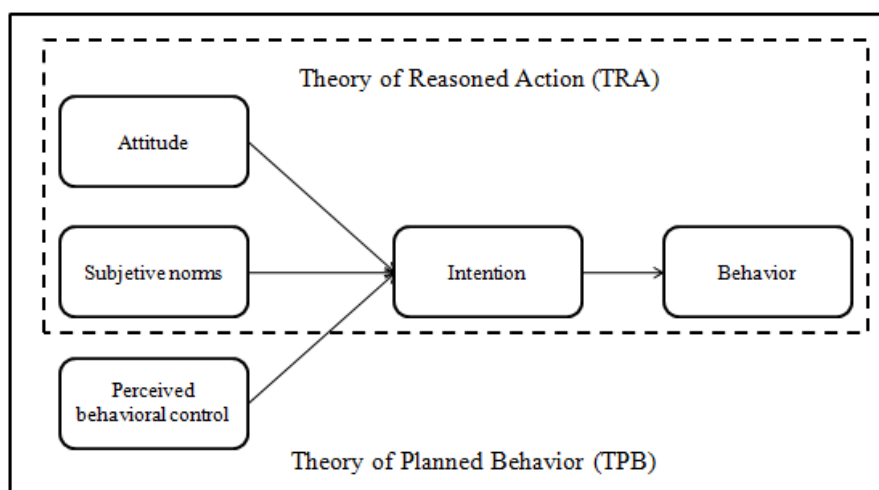 Theory of Reasoned Action (TRA)
Attitude
Subjetive norms
Intention
Behavior
Perceived
behavioral control
Theory of Planned Behavior (TPB)